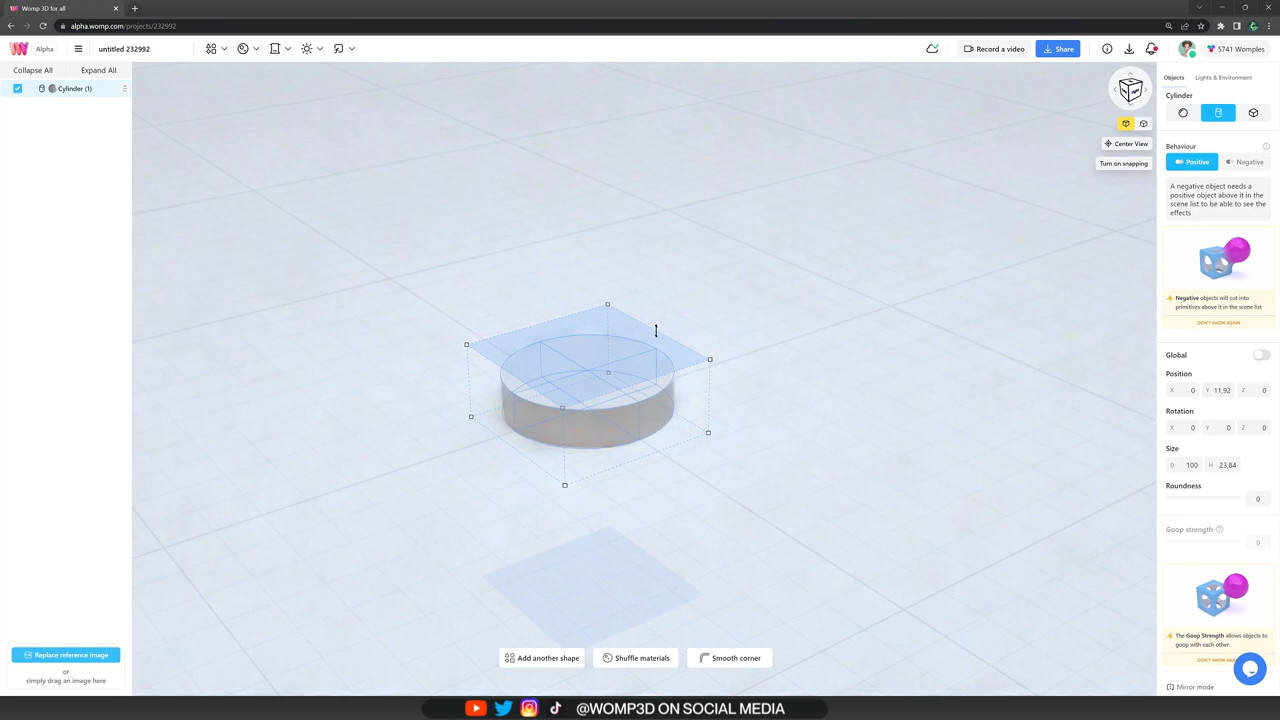 Womp 3D for all
alpha.womp.com/projects/232992
Alpha
untitled 232992
Record a video
Share
5741 Womples
Collapse All
Expand All
Cylinder (1)
Center View
Turn on snapping
Objects
Lights & Environment
Cylinder
Behaviour
Positive
Negative
A negative object needs a
positive object above it in the
scene list to be able to see the
effects
Negative objects will cut into
primitives above it in the scene list
DON'T SHOW AGAIN
Global
Position
X 0 Y 11,92 Z 0
Rotation
X 0 Y 0 Z 0
Size
D 100 H 23,84
Roundness
0
Goop strength
0
The Goop Strength allows objects to
goop with each other.
DON'T SHOW AGAIN
Mirror mode
Replace reference image
or
simply drag an image here
Add another shape
Shuffle materials
Smooth corner
@WOMP3D ON SOCIAL MEDIA